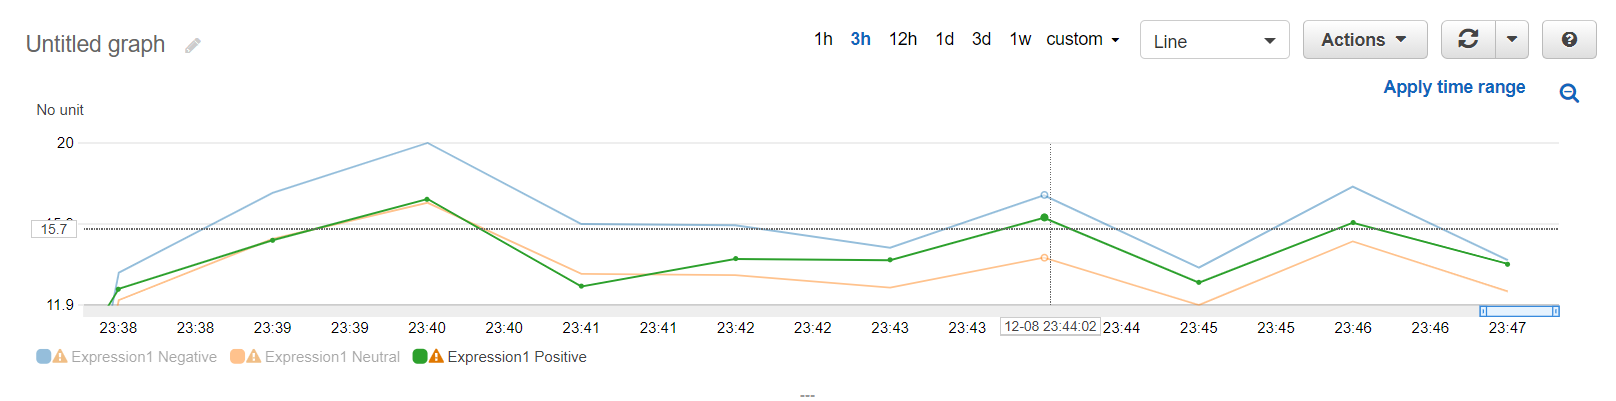 Untitled graph
1h 3h 12h 1d 3d 1w custom Line Actions
Apply time range
No unit
20
15.7
11.9
23:38 23:38 23:39 23:39 23:40 23:40 23:41 23:41 23:42 23:42 23:43 23:43 12-08 23:44:02 23:44 23:45 23:45 23:46 23:46 23:47
Expression1 Negative Expression1 Neutral Expression1 Positive